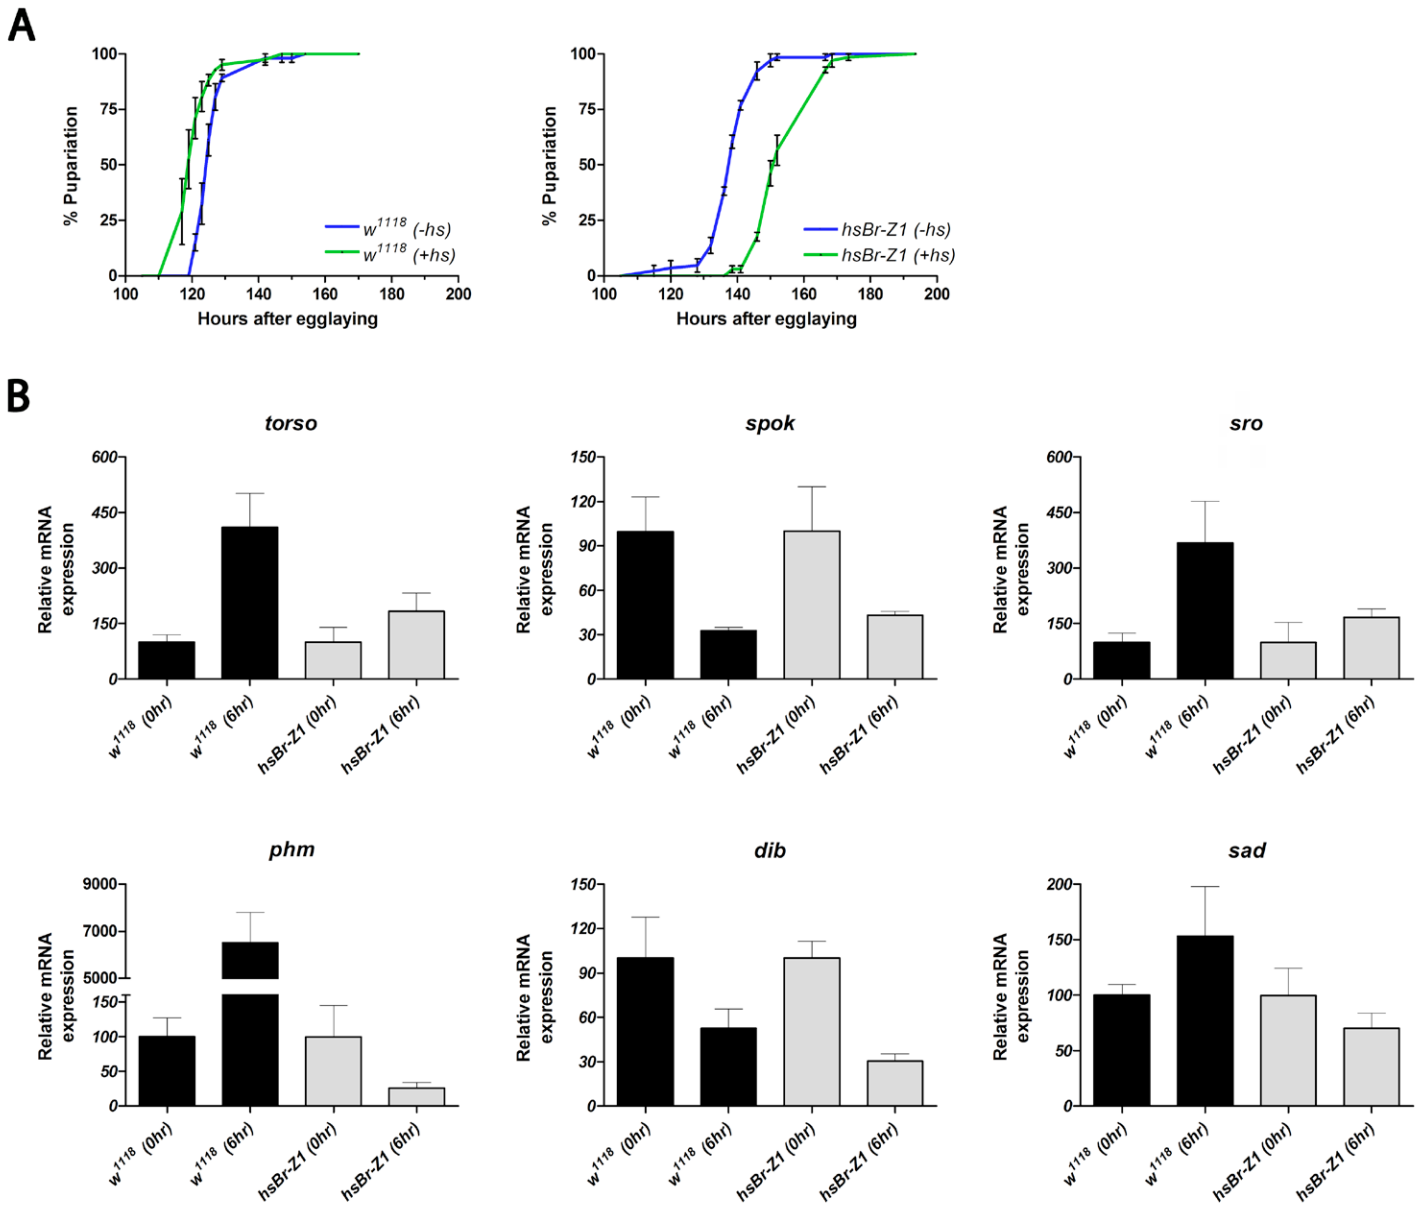 A
% Pupariation
100
75
50
25
0
100 120 140 160 180 200
Hours after egglaying
w1118 (-hs)
w1118 (+hs)
% Pupariation
100
75
50
25
0
100 120 140 160 180 200
Hours after egglaying
hsBr-Z1 (-hs)
hsBr-Z1 (+hs)
B
torso
Relative mRNA
expression
600
450
300
150
0
w1118 (0hr)
w1118 (6hr)
hsBr-Z1 (0hr)
hsBr-Z1 (6hr)
spok
Relative mRNA
expression
150
120
90
60
30
0
w1118 (0hr)
w1118 (6hr)
hsBr-Z1 (0hr)
hsBr-Z1 (6hr)
sro
Relative mRNA
expression
600
450
300
150
0
w1118 (0hr)
w1118 (6hr)
hsBr-Z1 (0hr)
hsBr-Z1 (6hr)
phm
Relative mRNA
expression
9000
7000
5000
150
100
50
0
w1118 (0hr)
w1118 (6hr)
hsBr-Z1 (0hr)
hsBr-Z1 (6hr)
dib
Relative mRNA
expression
150
120
90
60
30
0
w1118 (0hr)
w1118 (6hr)
hsBr-Z1 (0hr)
hsBr-Z1 (6hr)
sad
Relative mRNA
expression
200
150
100
50
0
w1118 (0hr)
w1118 (6hr)
hsBr-Z1 (0hr)
hsBr-Z1 (6hr)